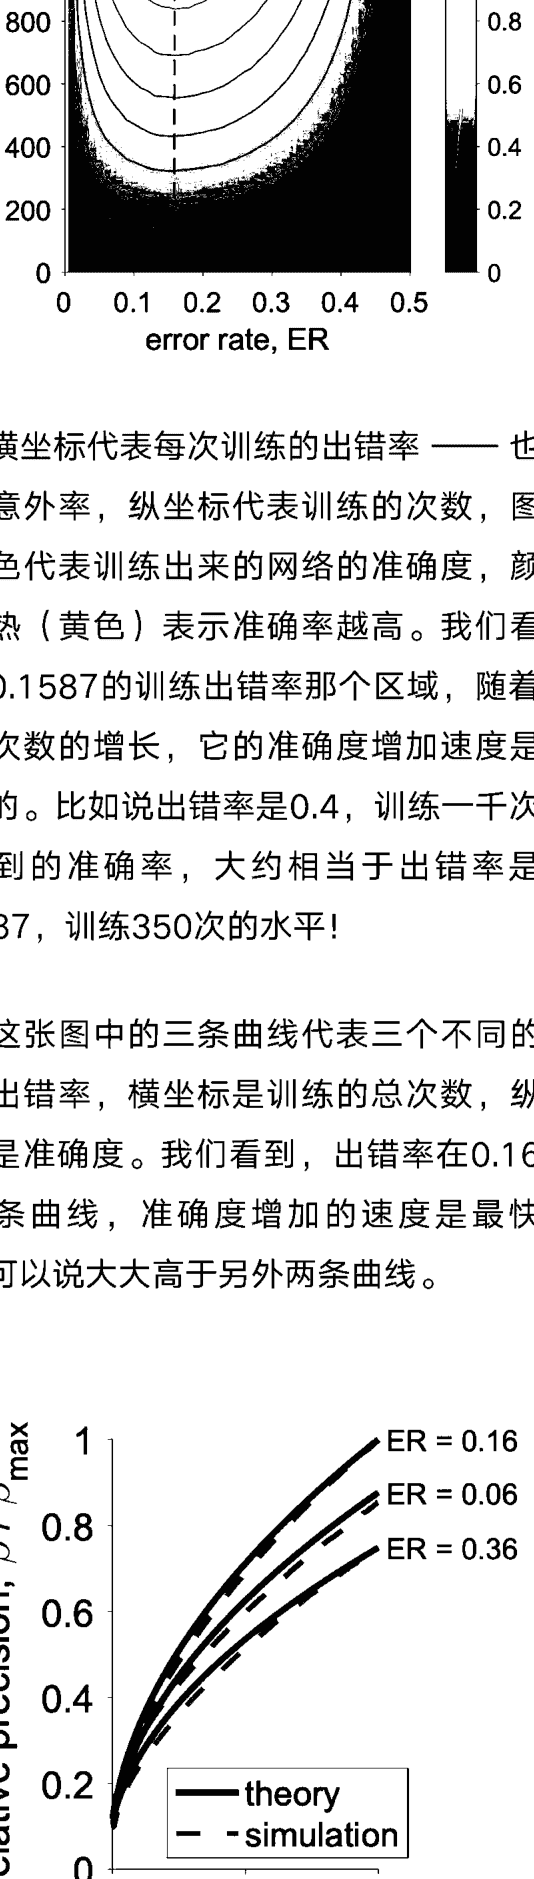 800
0.8
600
0.6
400
0.4
200
0.2
0
0
0 0.1 0.2 0.3 0.4 0.5
error rate, ER
横坐标代表每次训练的出错率 —— 也
意外率，纵坐标代表训练的次数，图
色代表训练出来的网络的准确度，颜
热（黄色）表示准确率越高。我们看
0.1587的训练出错率那个区域，随着
次数的增长，它的准确度增加速度是
的。比如说出错率是0.4，训练一千次
到的准确率，大约相当于出错率是
87，训练350次的水平！
这张图中的三条曲线代表三个不同的
出错率，横坐标是训练的总次数，纵
是准确度。我们看到，出错率在0.16
条曲线，准确度增加的速度是最快
可以说大大高于另外两条曲线。
1
ER = 0.16
ER = 0.06
0.8
ER = 0.36
0.6
0.4
0.2
0
theory
simulation
precision, ρ / ρmax